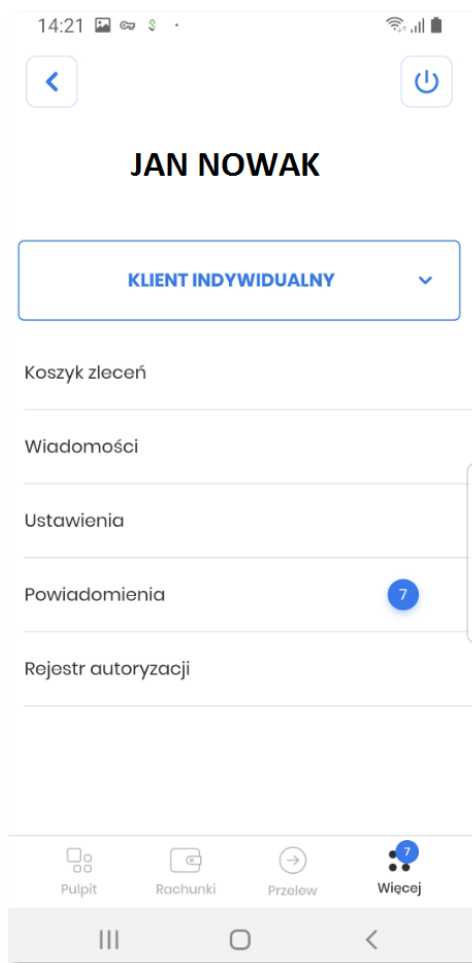 14:21
JAN NOWAK
KLIENT INDYWIDUALNY
Koszyk zleceń
Wiadomości
Ustawienia
Powiadomienia 7
Rejestr autoryzacji
7
Pulpit Rachunki Przelew Więcej